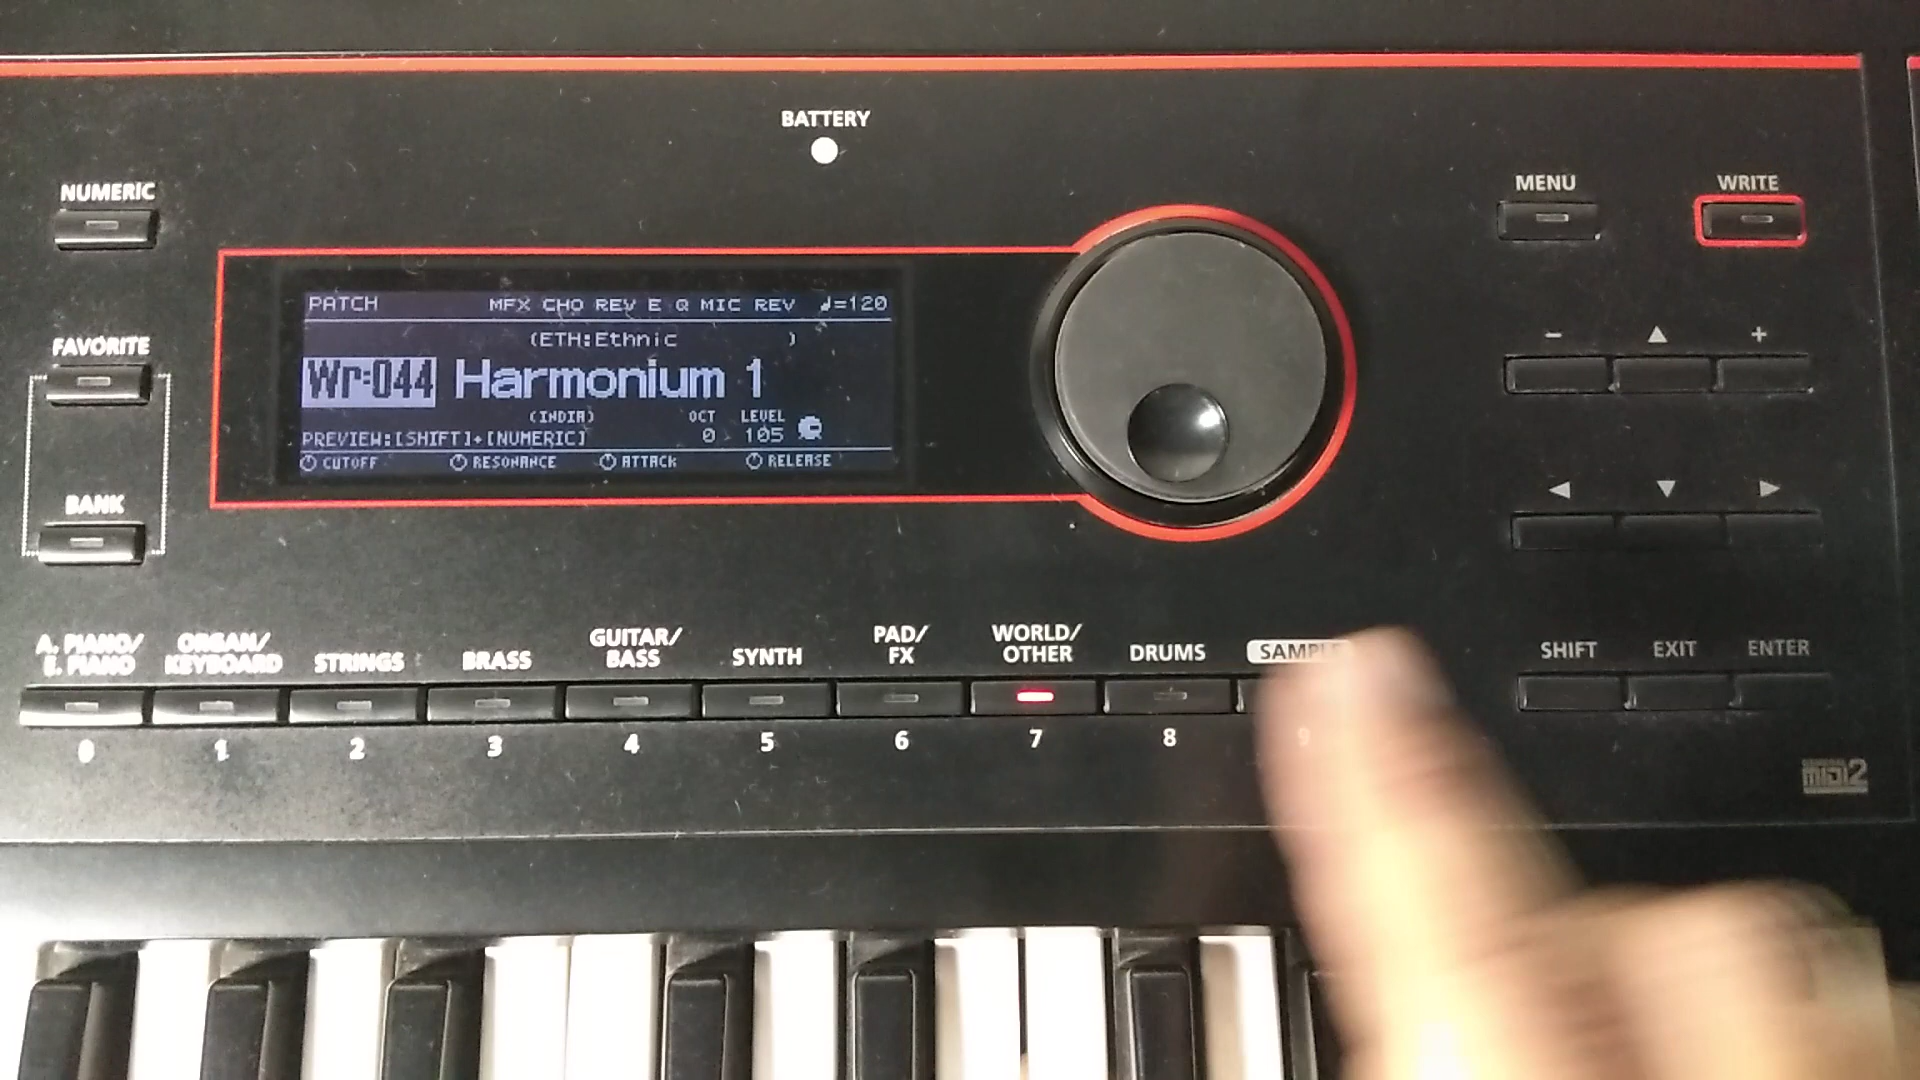 BATTERY
NUMERIC
MENU
WRITE
PATCH MFX CHO REV E Q MIC REV ♩=120
(ETH:Ethnic )
Wr:044 Harmonium 1
(INDIA) OCT LEVEL
PREVIEW:[SHIFT]+[NUMERIC] 0 105
CUTOFF RESONANCE ATTACK RELEASE
FAVORITE
BANK
- ▲ +
◀ ▼ ▶
A. PIANO/
E. PIANO
ORGAN/
KEYBOARD
STRINGS
BRASS
GUITAR/
BASS
SYNTH
PAD/
FX
WORLD/
OTHER
DRUMS
SHIFT
EXIT
ENTER
0 1 2 3 4 5 6 7 8 9
MIDI 2